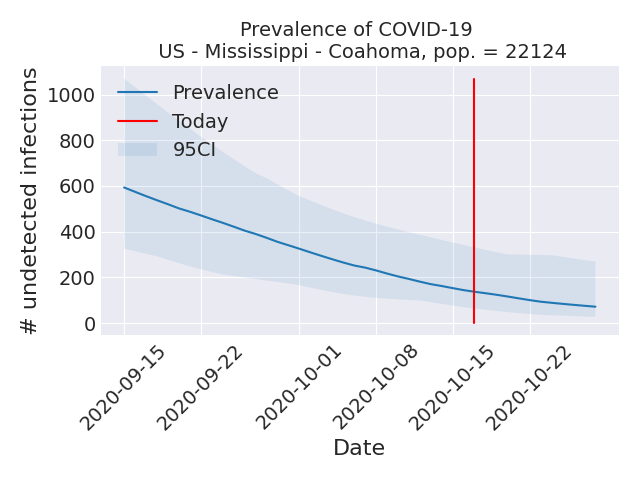 Prevalence of COVID-19
US - Mississippi - Coahoma, pop. = 22124
# undetected infections
1000
800
600
400
200
0
Prevalence
Today
95CI
2020-09-15
2020-09-22
2020-10-01
2020-10-08
2020-10-15
2020-10-22
Date